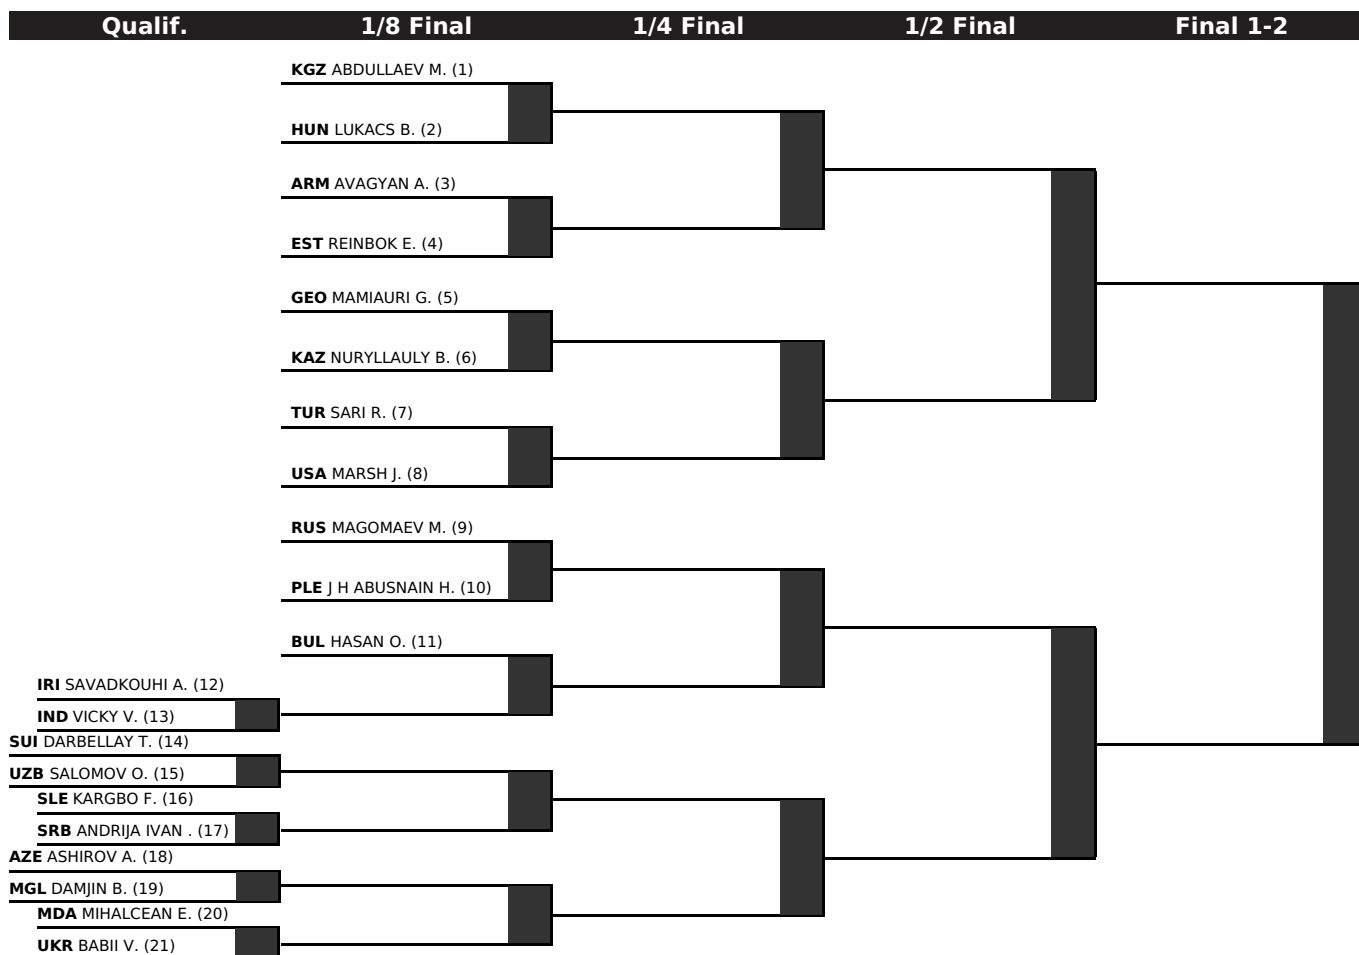 Qualif. 1/8 Final 1/4 Final 1/2 Final Final 1-2
KGZ ABDULLAEV M. (1)
HUN LUKACS B. (2)
ARM AVAGYAN A. (3)
EST REINBOK E. (4)
GEO MAMIAURI G. (5)
KAZ NURYLLAULY B. (6)
TUR SARI R. (7)
USA MARSH J. (8)
RUS MAGOMAEV M. (9)
PLE J H ABUSNAIN H. (10)
BUL HASAN O. (11)
IRI SAVADKOUHI A. (12)
IND VICKY V. (13)
SUI DARBELLAY T. (14)
UZB SALOMOV O. (15)
SLE KARGBO F. (16)
SRB ANDRIJA IVAN . (17)
AZE ASHIROV A. (18)
MGL DAMJIN B. (19)
MDA MIHALCEAN E. (20)
UKR BABII V. (21)